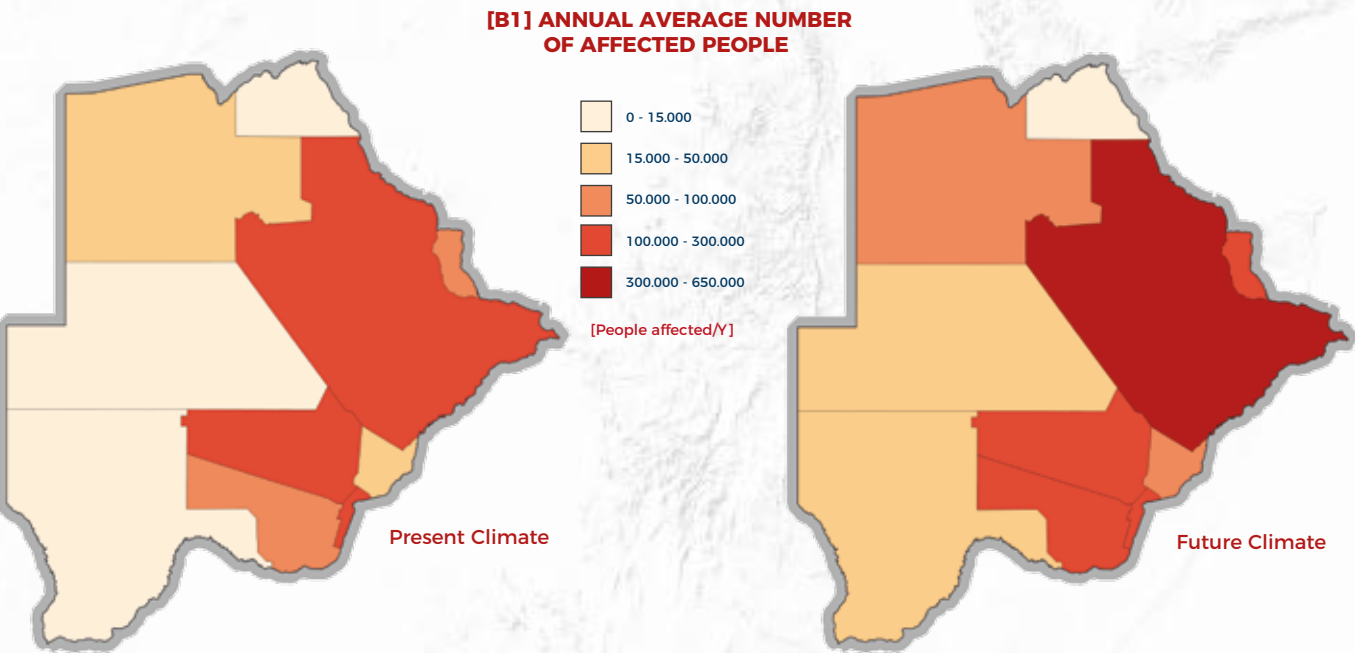 [B1] ANNUAL AVERAGE NUMBER
OF AFFECTED PEOPLE
0 - 15.000
15.000 - 50.000
50.000 - 100.000
100.000 - 300.000
300.000 - 650.000
[People affected/Y]
Present Climate
Future Climate